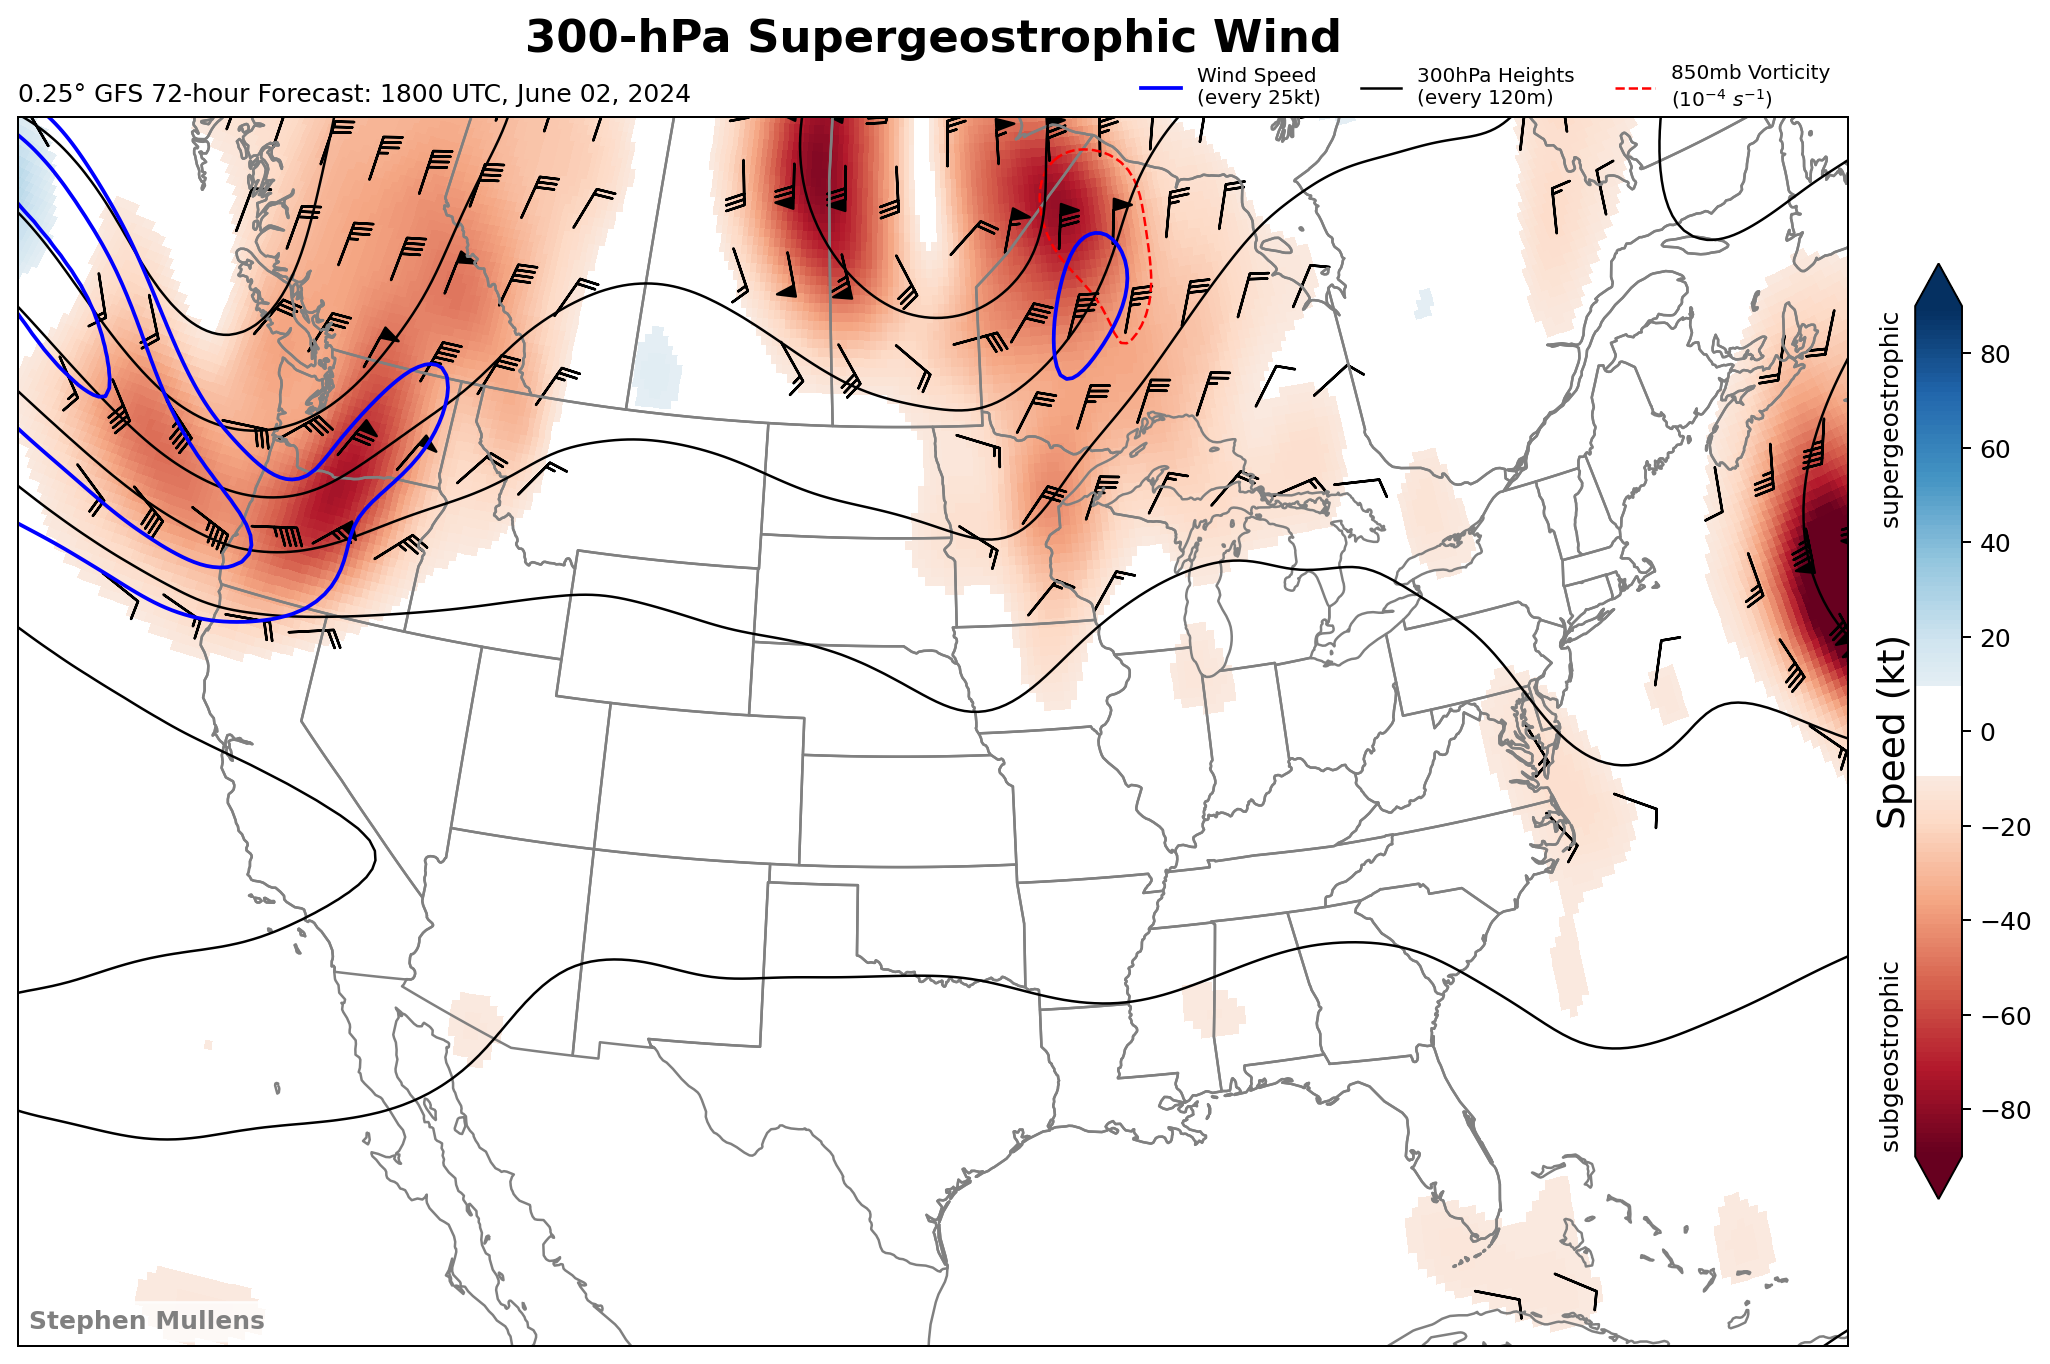 300-hPa Supergeostrophic Wind
0.25° GFS 72-hour Forecast: 1800 UTC, June 02, 2024
Wind Speed
(every 25kt)
300hPa Heights
(every 120m)
850mb Vorticity
(10⁻⁴ s⁻¹)
supergeostrophic
Speed (kt)
subgeostrophic
80
60
40
20
0
−20
−40
−60
−80
Stephen Mullens